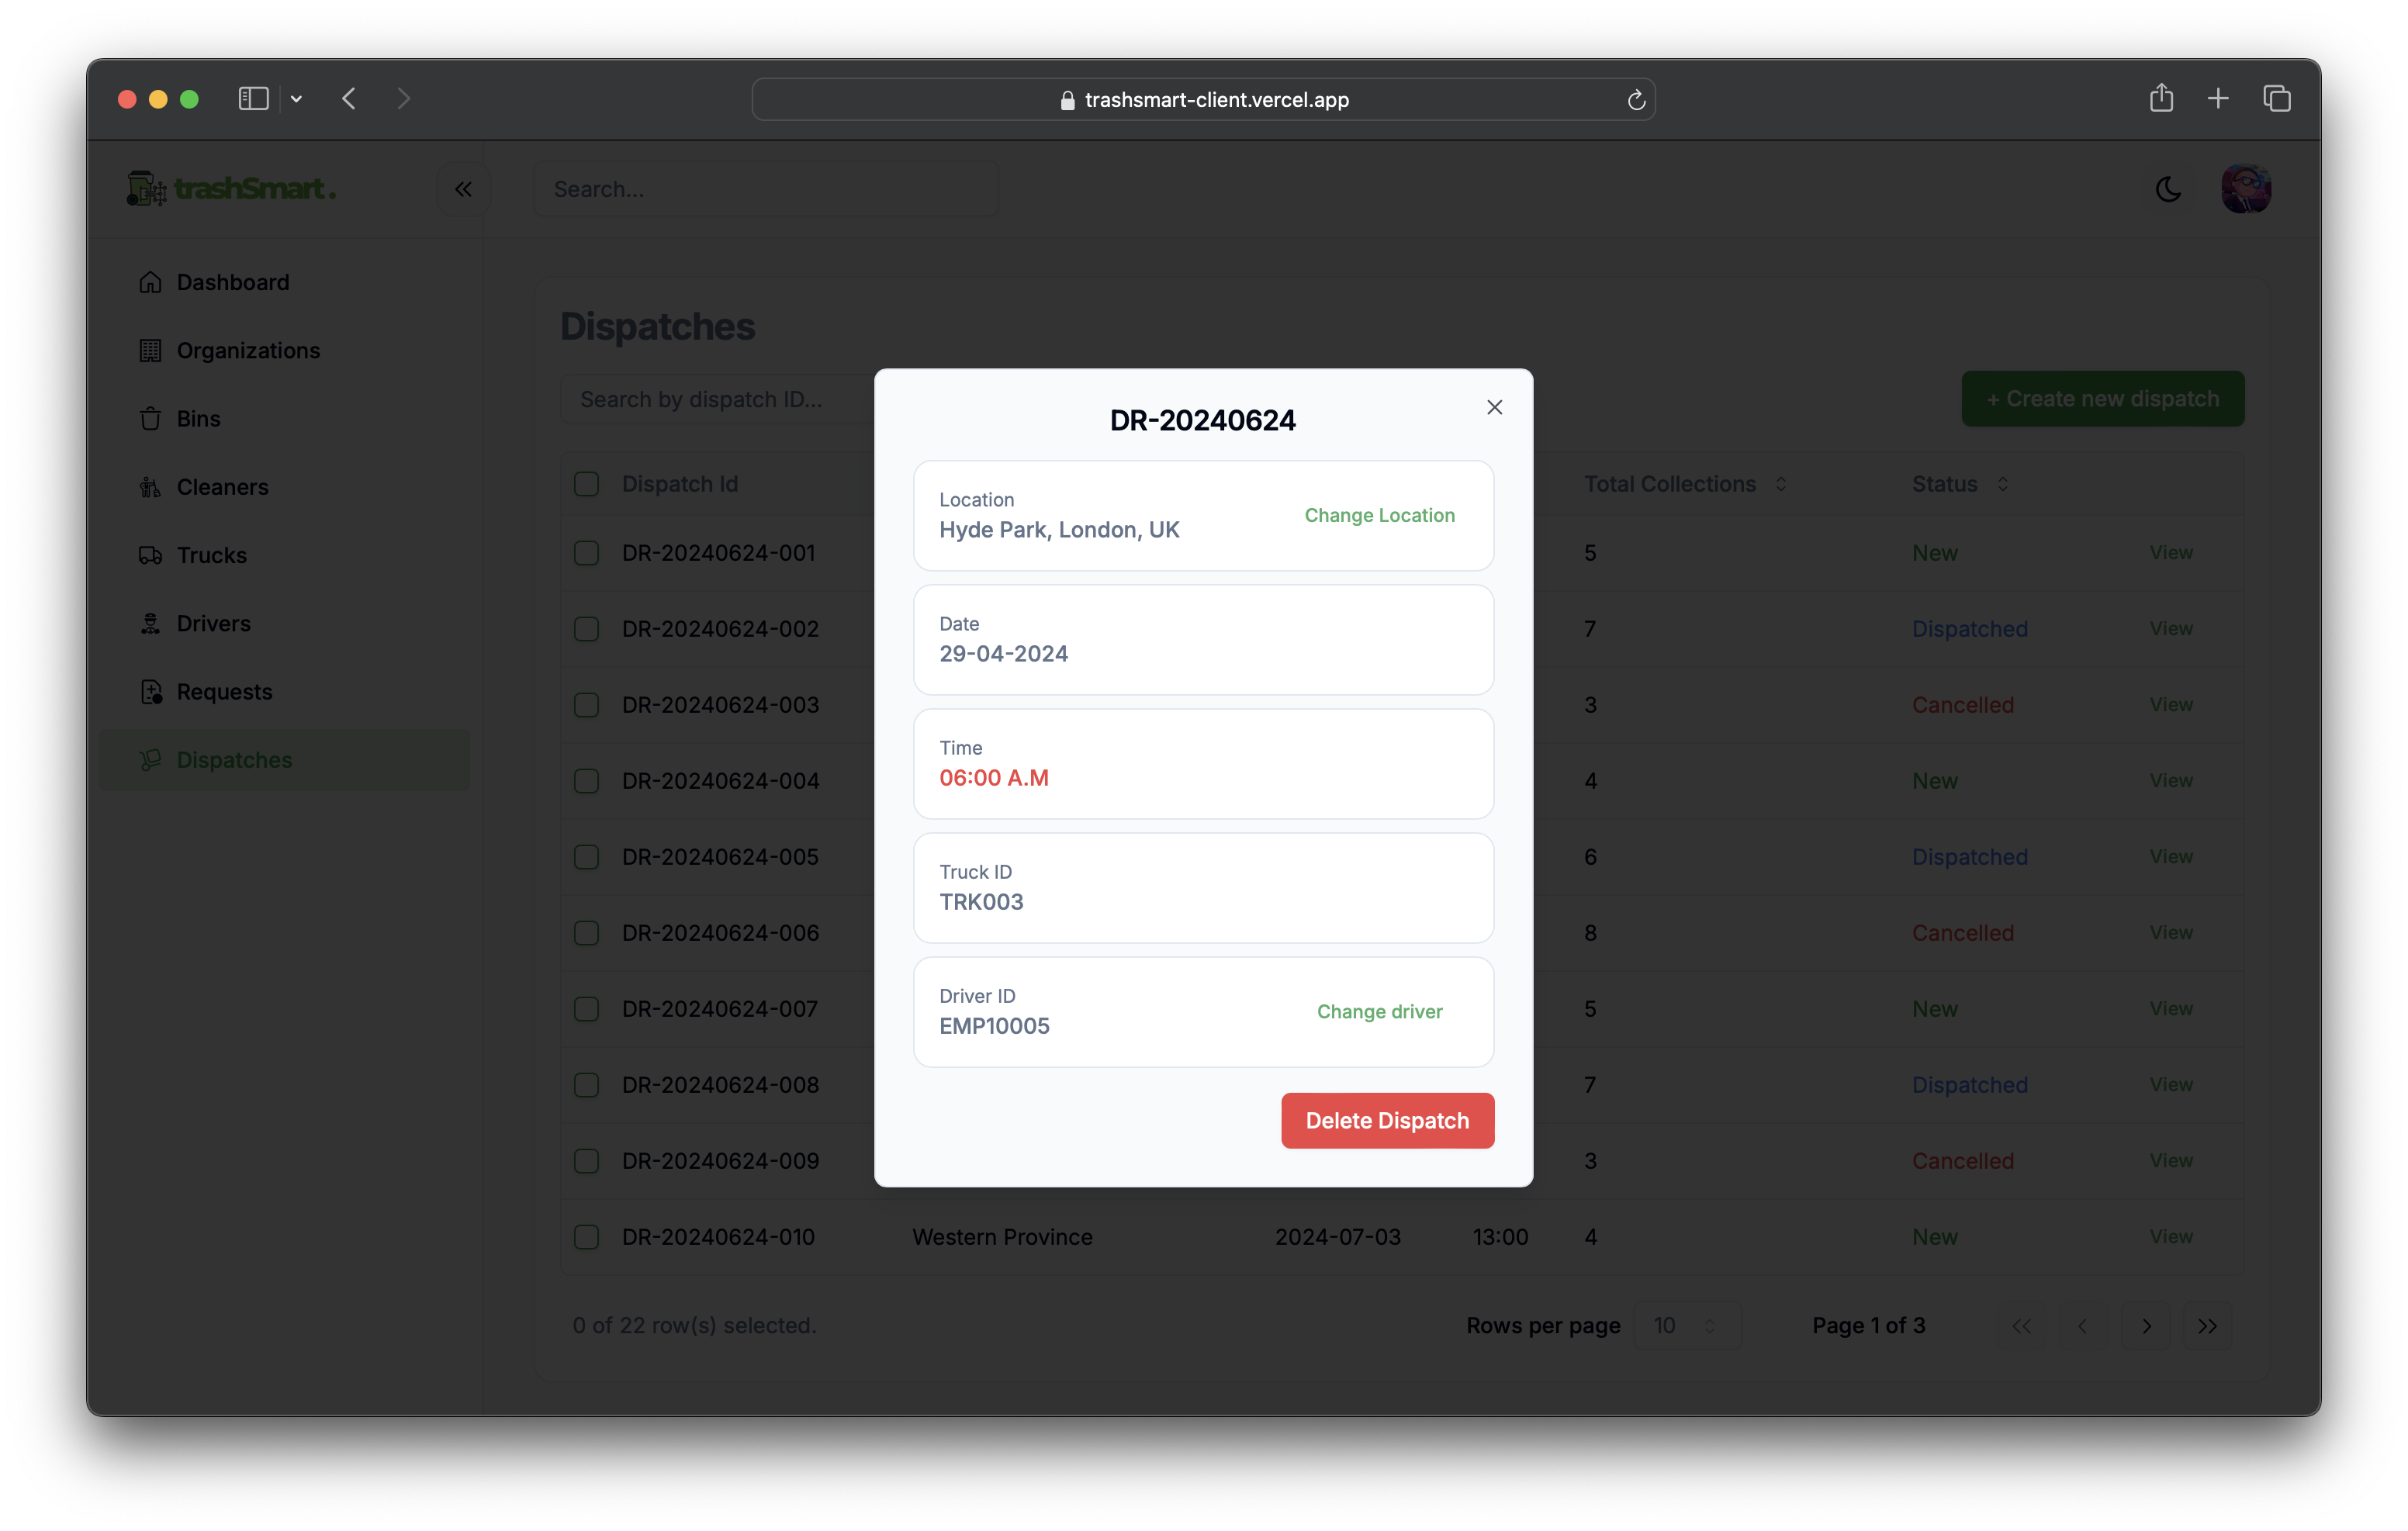 trashsmart-client.vercel.app
trashSmart.
Search...
Dashboard
Organizations
Bins
Cleaners
Trucks
Drivers
Requests
Dispatches
Dispatches
Search by dispatch ID...
+ Create new dispatch
Dispatch Id Total Collections Status
DR-20240624-001 5 New View
DR-20240624-002 7 Dispatched View
DR-20240624-003 3 Cancelled View
DR-20240624-004 4 New View
DR-20240624-005 6 Dispatched View
DR-20240624-006 8 Cancelled View
DR-20240624-007 5 New View
DR-20240624-008 7 Dispatched View
DR-20240624-009 3 Cancelled View
DR-20240624-010 Western Province 2024-07-03 13:00 4 New View
0 of 22 row(s) selected.
Rows per page 10 Page 1 of 3
DR-20240624
Location
Hyde Park, London, UK
Change Location
Date
29-04-2024
Time
06:00 A.M
Truck ID
TRK003
Driver ID
EMP10005
Change driver
Delete Dispatch